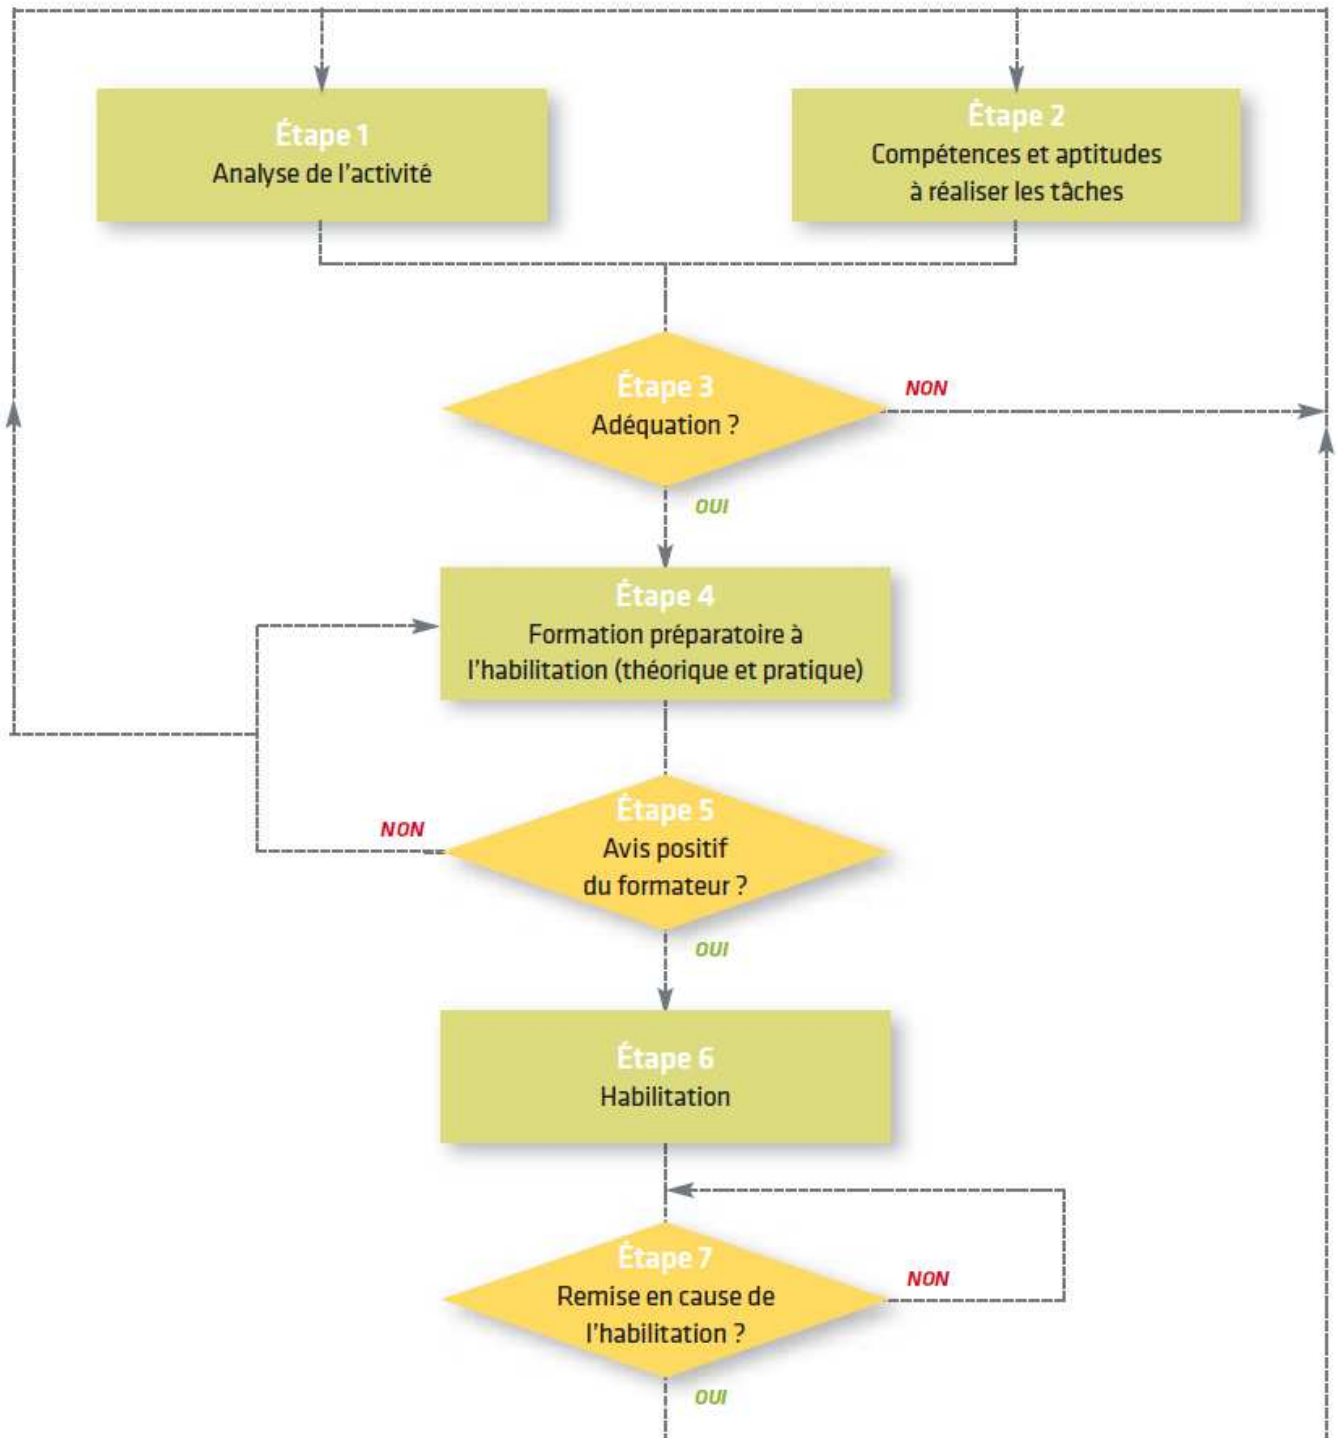 Étape 1
Analyse de l'activité
Étape 2
Compétences et aptitudes
à réaliser les tâches
Étape 3
Adéquation ?
NON
OUI
Étape 4
Formation préparatoire à
l'habilitation (théorique et pratique)
Étape 5
Avis positif
du formateur ?
NON
OUI
Étape 6
Habilitation
Étape 7
Remise en cause de
l'habilitation ?
NON
OUI